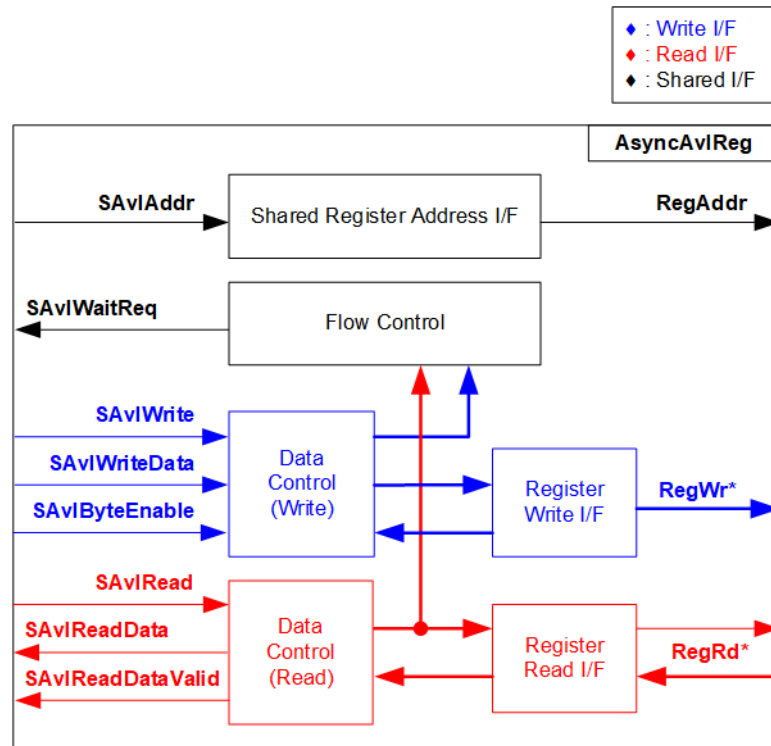 ♦ : Write I/F
♦ : Read I/F
♦ : Shared I/F
AsyncAvlReg
SAvlAddr
Shared Register Address I/F
RegAddr
SAvlWaitReq
Flow Control
SAvlWrite
SAvlWriteData
SAvlByteEnable
Data
Control
(Write)
Register
Write I/F
RegWr*
SAvlRead
SAvlReadData
SAvlReadDataValid
Data
Control
(Read)
Register
Read I/F
RegRd*